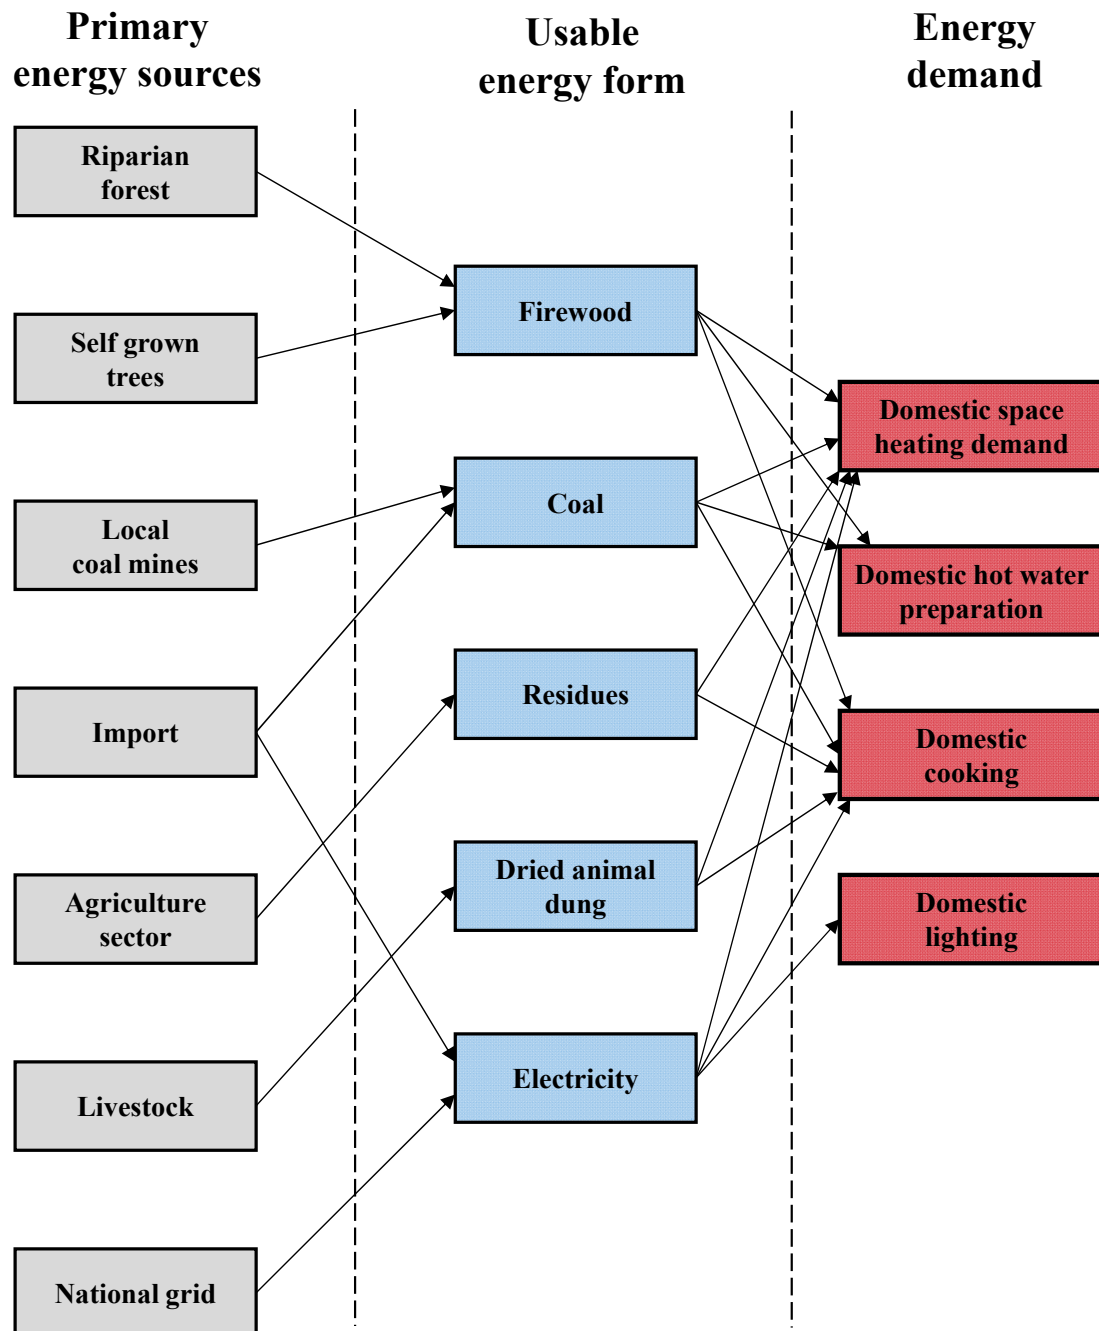 Primary
energy sources
Usable
energy form
Energy
demand
Riparian
forest
Self grown
trees
Local
coal mines
Import
Agriculture
sector
Livestock
National grid
Firewood
Coal
Residues
Dried animal
dung
Electricity
Domestic space
heating demand
Domestic hot water
preparation
Domestic
cooking
Domestic
lighting